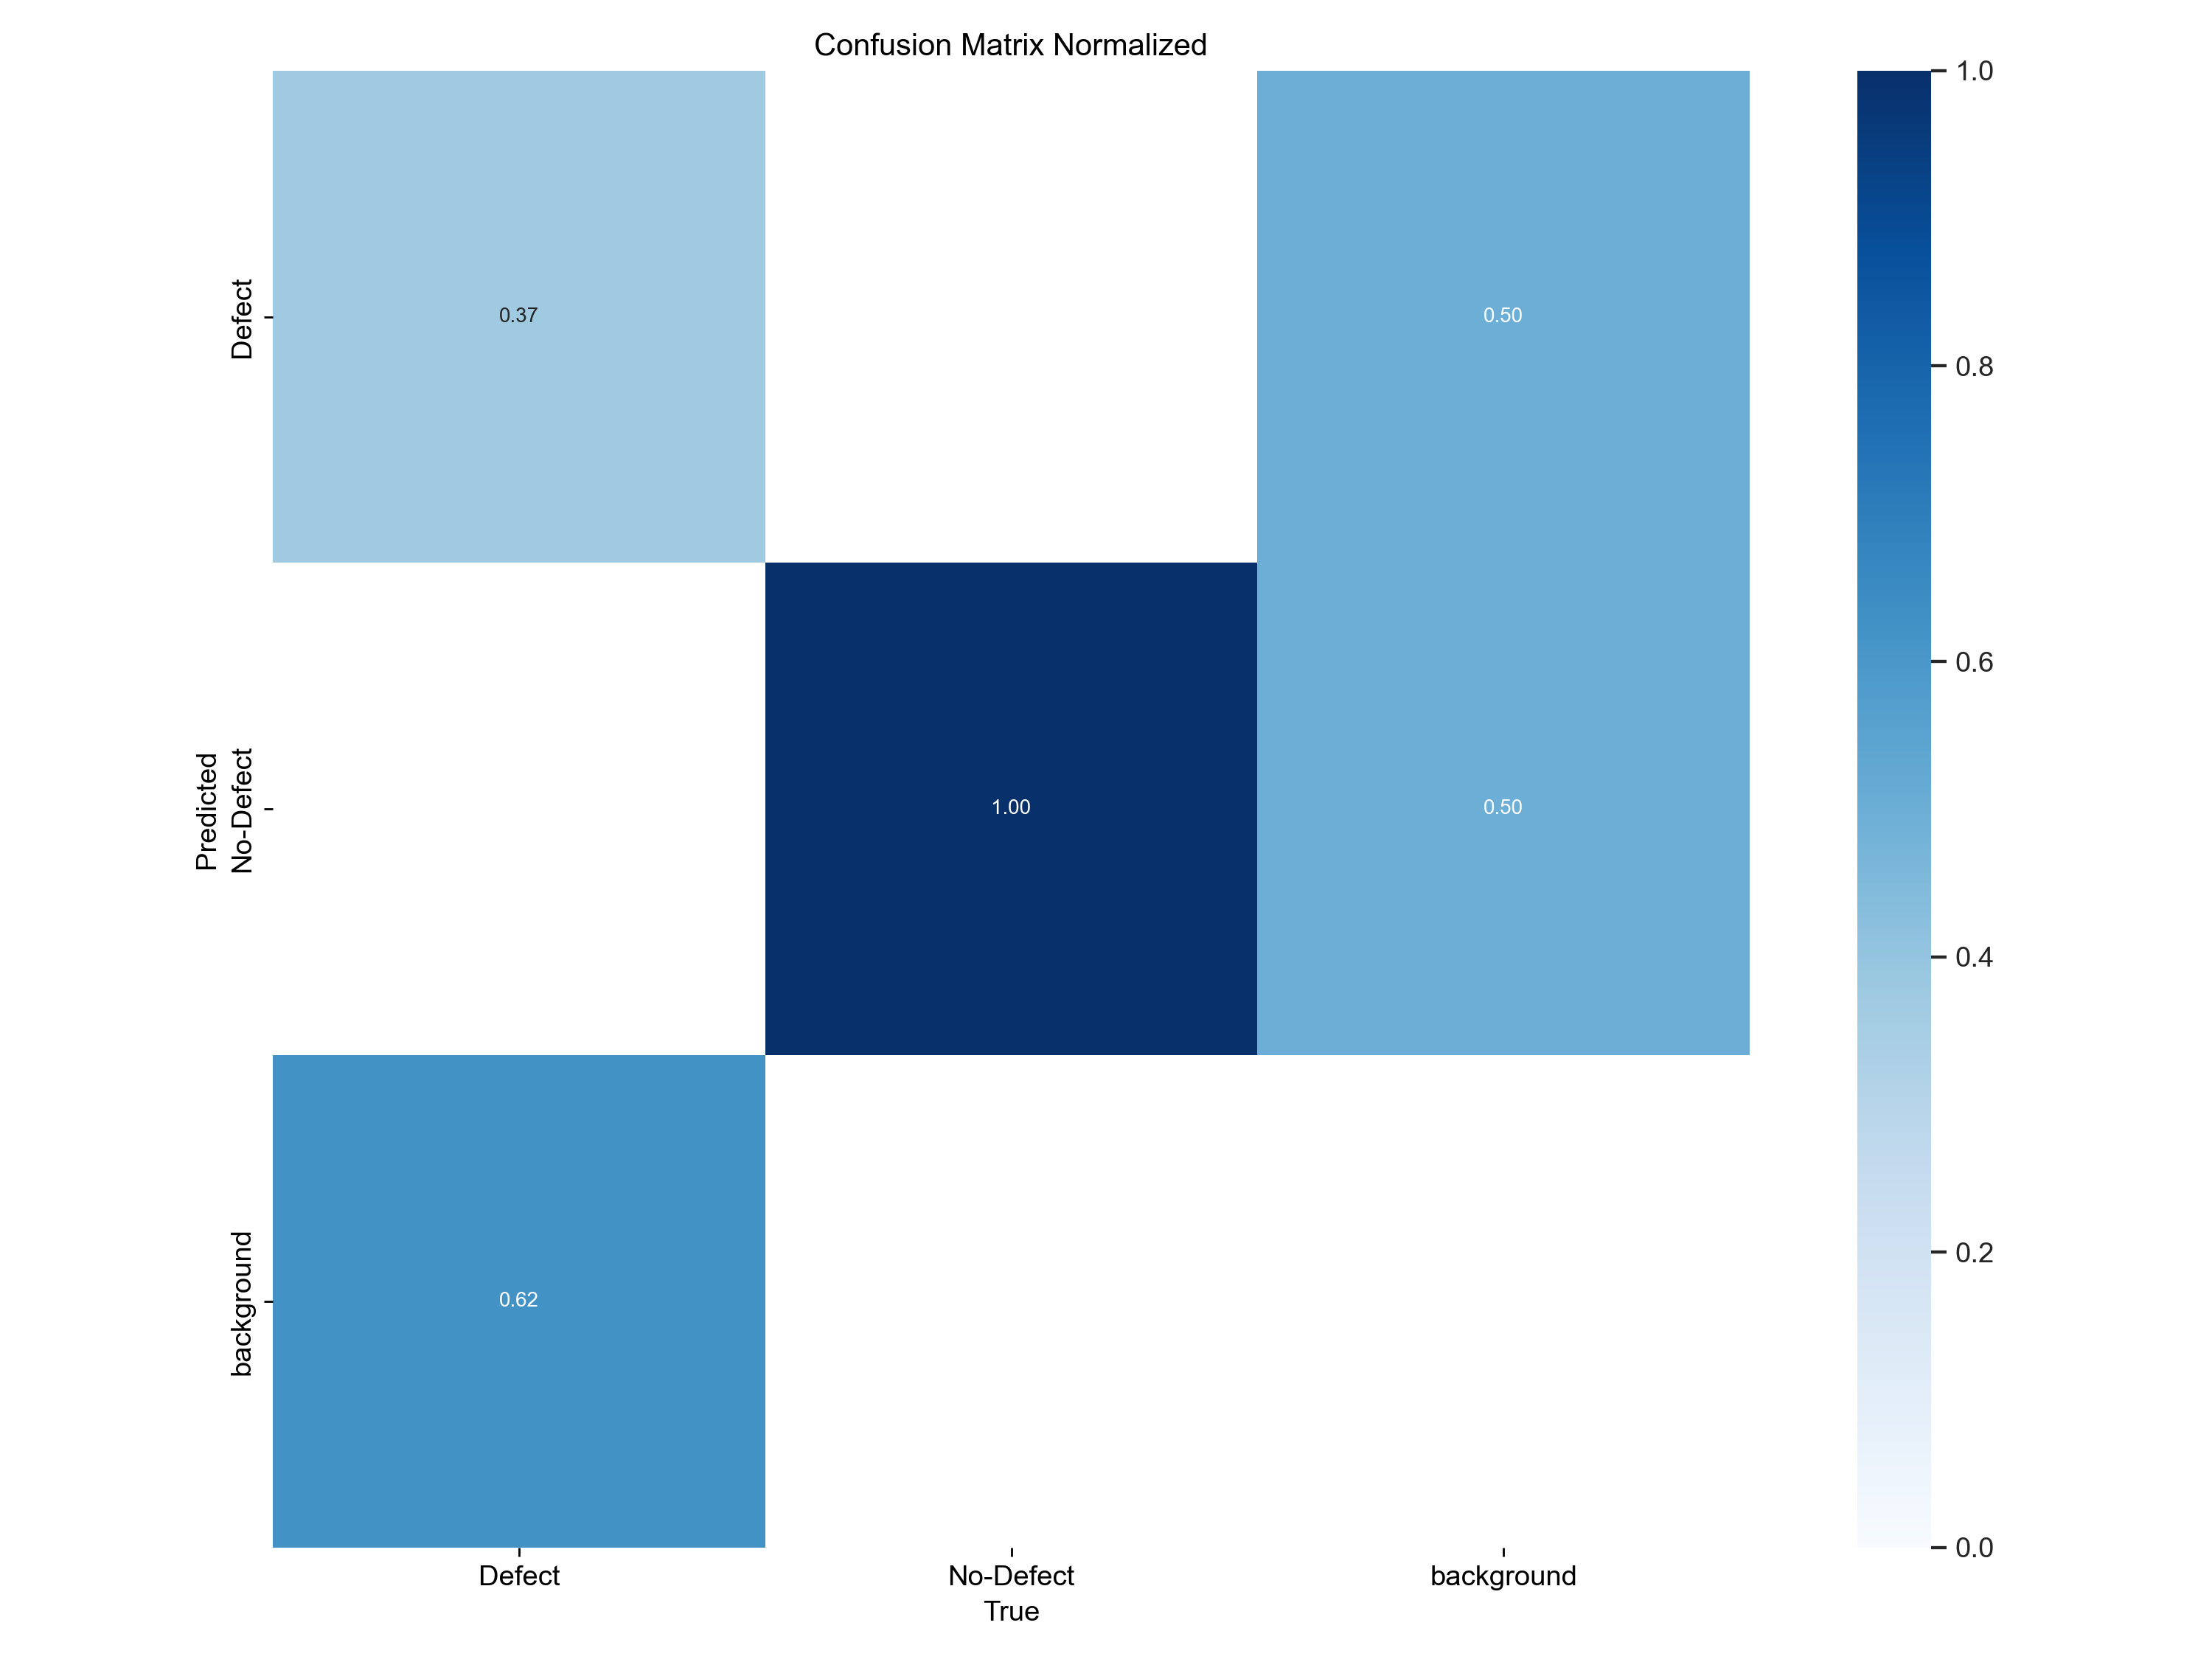 Confusion Matrix Normalized
Defect
No-Defect
background
Predicted
0.37
0.50
1.00
0.50
0.62
Defect
No-Defect
background
True
1.0
0.8
0.6
0.4
0.2
0.0